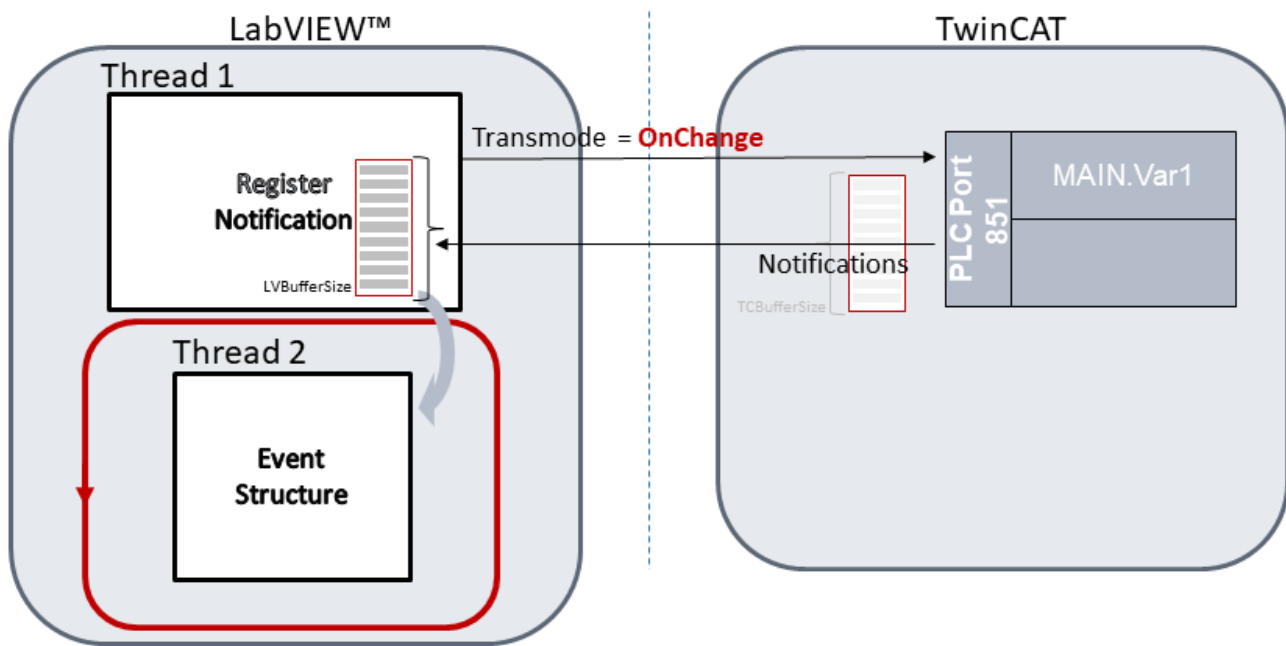 LabVIEW™
TwinCAT
Thread 1
Transmode = OnChange
Register
Notification
LVBufferSize
PLC Port
851
MAIN.Var1
Notifications
TCBufferSize
Thread 2
Event
Structure